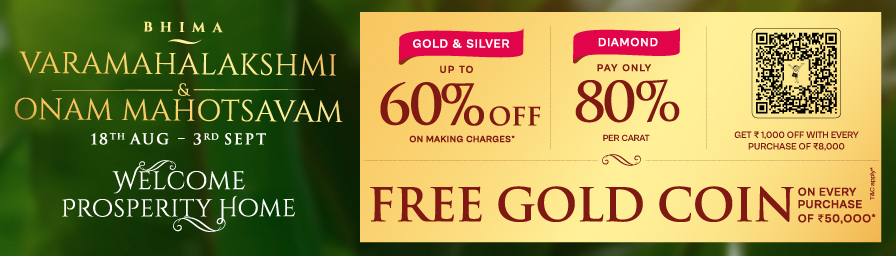 BHIMA
VARAMAHALAKSHMI
&
ONAM MAHOTSAVAM
18TH AUG – 3RD SEPT
WELCOME
PROSPERITY HOME
GOLD & SILVER
UP TO
60% OFF
ON MAKING CHARGES*
DIAMOND
PAY ONLY
80%
PER CARAT
GET ₹ 1,000 OFF WITH EVERY
PURCHASE OF ₹8,000
FREE GOLD COIN
ON EVERY
PURCHASE
OF ₹50,000*
T&C apply*